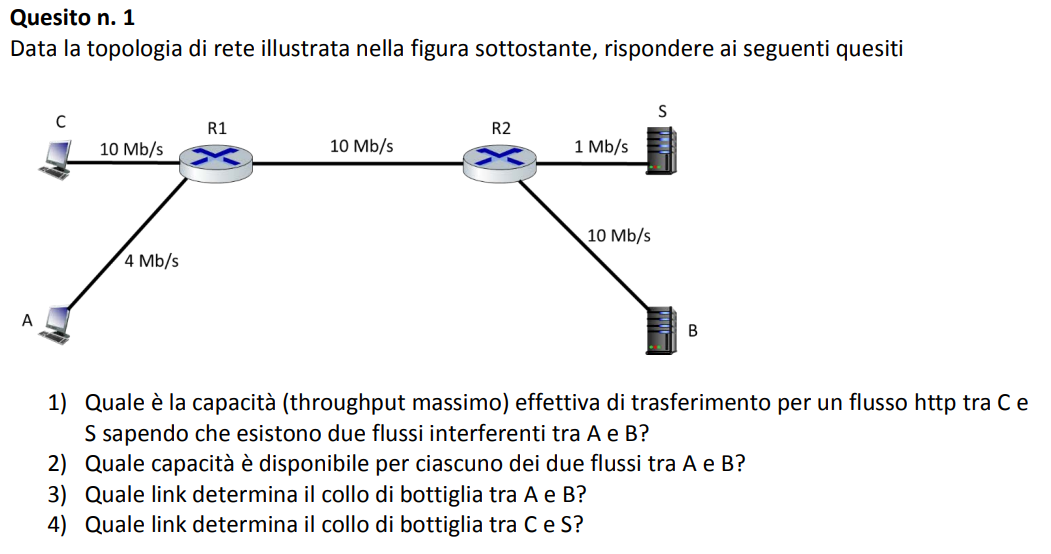 Quesito n. 1
Data la topologia di rete illustrata nella figura sottostante, rispondere ai seguenti quesiti
S
C
R1
R2
10 Mb/s
10 Mb/s
1 Mb/s
10 Mb/s
4 Mb/s
A
B
1) Quale è la capacità (throughput massimo) effettiva di trasferimento per un flusso http tra C e
S sapendo che esistono due flussi interferenti tra A e B?
2) Quale capacità è disponibile per ciascuno dei due flussi tra A e B?
3) Quale link determina il collo di bottiglia tra A e B?
4) Quale link determina il collo di bottiglia tra C e S?